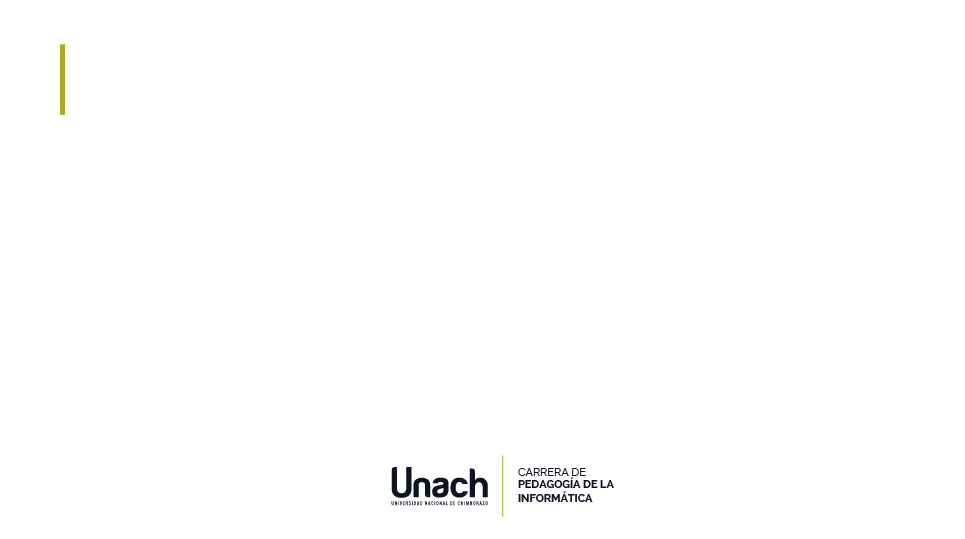 Unach
UNIVERSIDAD NACIONAL DE CHIMBORAZO
CARRERA DE
PEDAGOGÍA DE LA
INFORMÁTICA